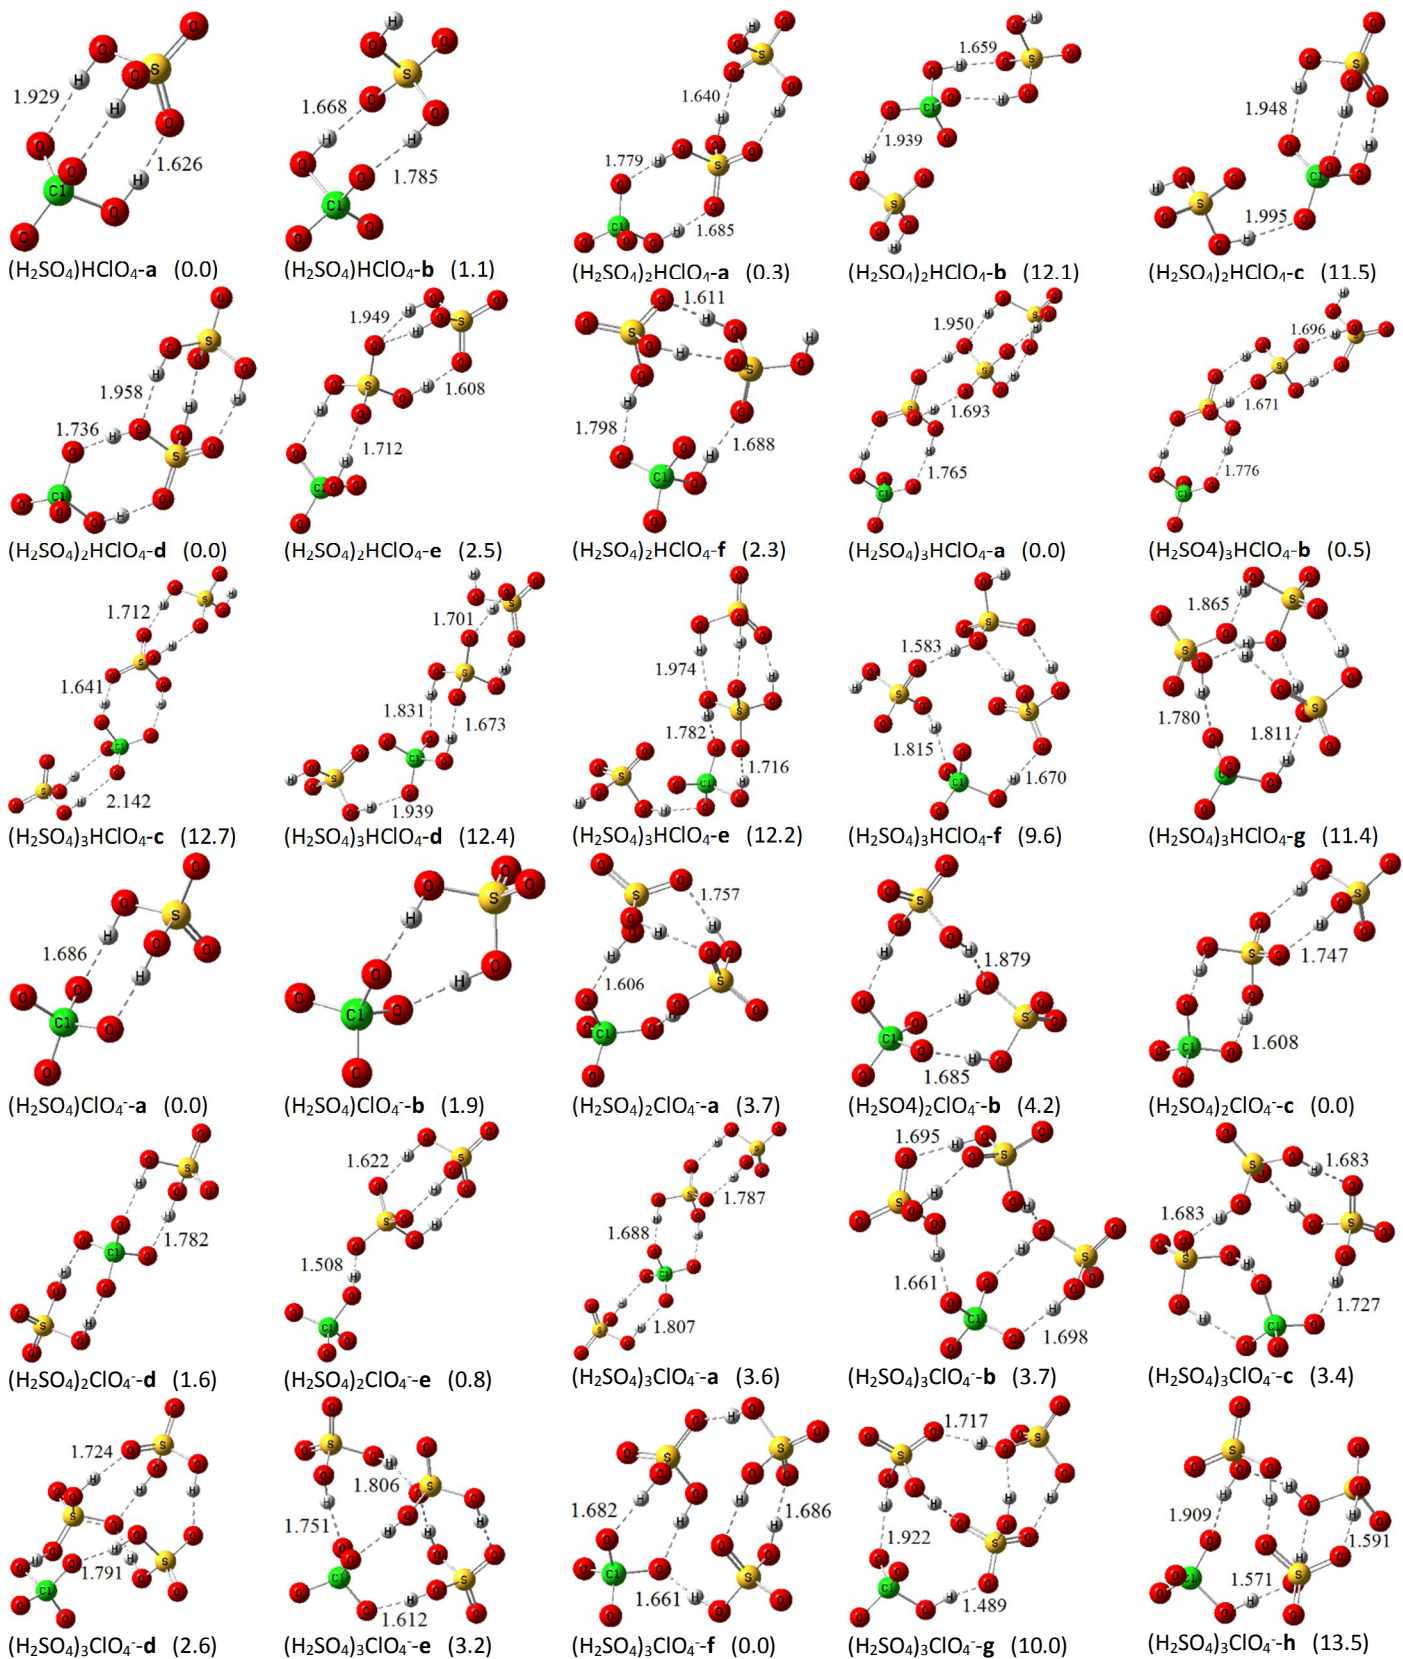 1.929
1.626
1.668
1.785
1.640
1.779
1.685
1.659
1.939
1.948
1.995
(H₂SO₄)HClO₄-a (0.0)
(H₂SO₄)HClO₄-b (1.1)
(H₂SO₄)₂HClO₄-a (0.3)
(H₂SO₄)₂HClO₄-b (12.1)
(H₂SO₄)₂HClO₄-c (11.5)
1.958
1.736
1.949
1.608
1.712
1.611
1.798
1.688
1.950
1.693
1.765
1.696
1.671
1.776
(H₂SO₄)₂HClO₄-d (0.0)
(H₂SO₄)₂HClO₄-e (2.5)
(H₂SO₄)₂HClO₄-f (2.3)
(H₂SO₄)₃HClO₄-a (0.0)
(H₂SO4)₃HClO₄-b (0.5)
1.712
1.641
2.142
1.701
1.831
1.673
1.939
1.974
1.782
1.716
1.583
1.815
1.670
1.865
1.780
1.811
(H₂SO₄)₃HClO₄-c (12.7)
(H₂SO₄)₃HClO₄-d (12.4)
(H₂SO₄)₃HClO₄-e (12.2)
(H₂SO₄)₃HClO₄-f (9.6)
(H₂SO₄)₃HClO₄-g (11.4)
1.686
1.757
1.606
1.879
1.685
1.747
1.608
(H₂SO₄)ClO₄⁻-a (0.0)
(H₂SO₄)ClO₄⁻-b (1.9)
(H₂SO₄)₂ClO₄⁻-a (3.7)
(H₂SO4)₂ClO₄⁻-b (4.2)
(H₂SO₄)₂ClO₄⁻-c (0.0)
1.782
1.622
1.508
1.787
1.688
1.807
1.695
1.661
1.698
1.683
1.683
1.727
(H₂SO₄)₂ClO₄⁻-d (1.6)
(H₂SO₄)₂ClO₄⁻-e (0.8)
(H₂SO₄)₃ClO₄⁻-a (3.6)
(H₂SO₄)₃ClO₄⁻-b (3.7)
(H₂SO₄)₃ClO₄⁻-c (3.4)
1.724
1.791
1.806
1.751
1.612
1.682
1.686
1.661
1.717
1.922
1.489
1.909
1.591
1.571
(H₂SO₄)₃ClO₄⁻-d (2.6)
(H₂SO₄)₃ClO₄⁻-e (3.2)
(H₂SO₄)₃ClO₄⁻-f (0.0)
(H₂SO₄)₃ClO₄⁻-g (10.0)
(H₂SO₄)₃ClO₄⁻-h (13.5)